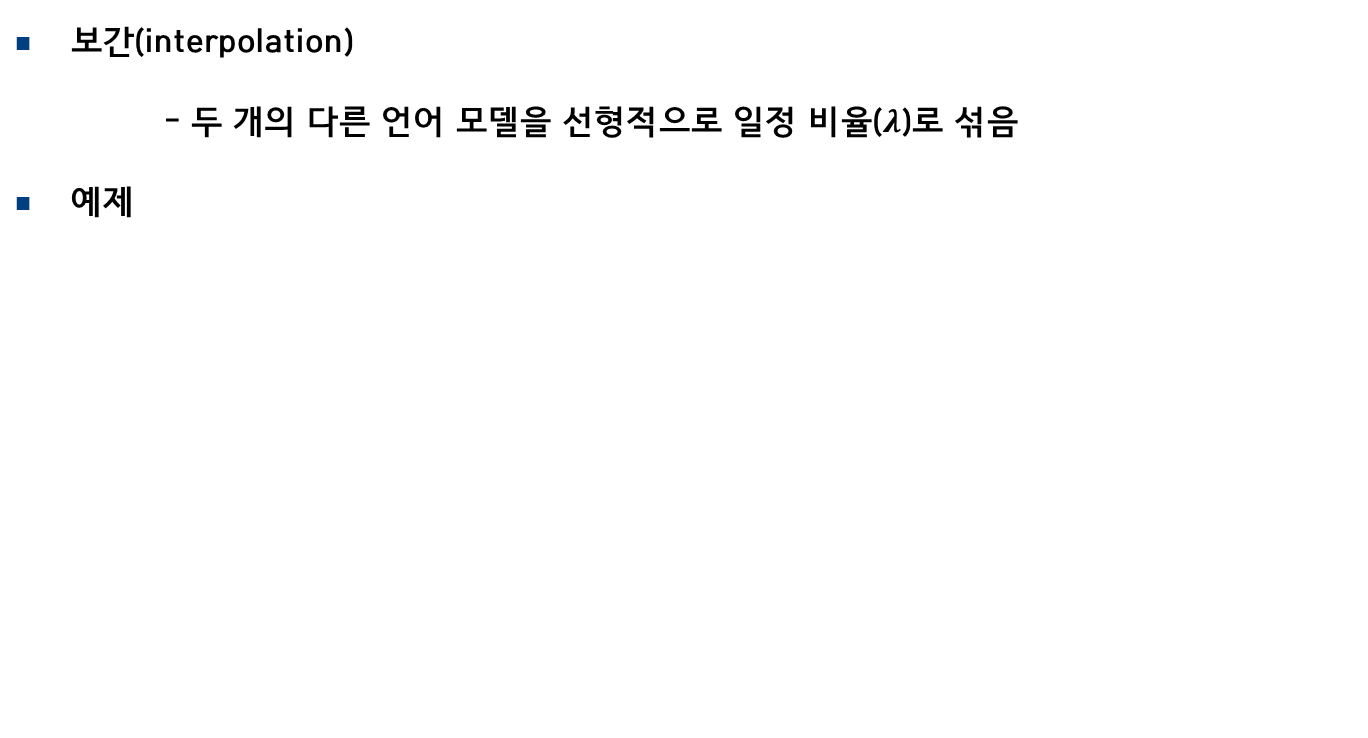 ▪ 보간(interpolation)
- 두 개의 다른 언어 모델을 선형적으로 일정 비율(λ)로 섞음
▪ 예제